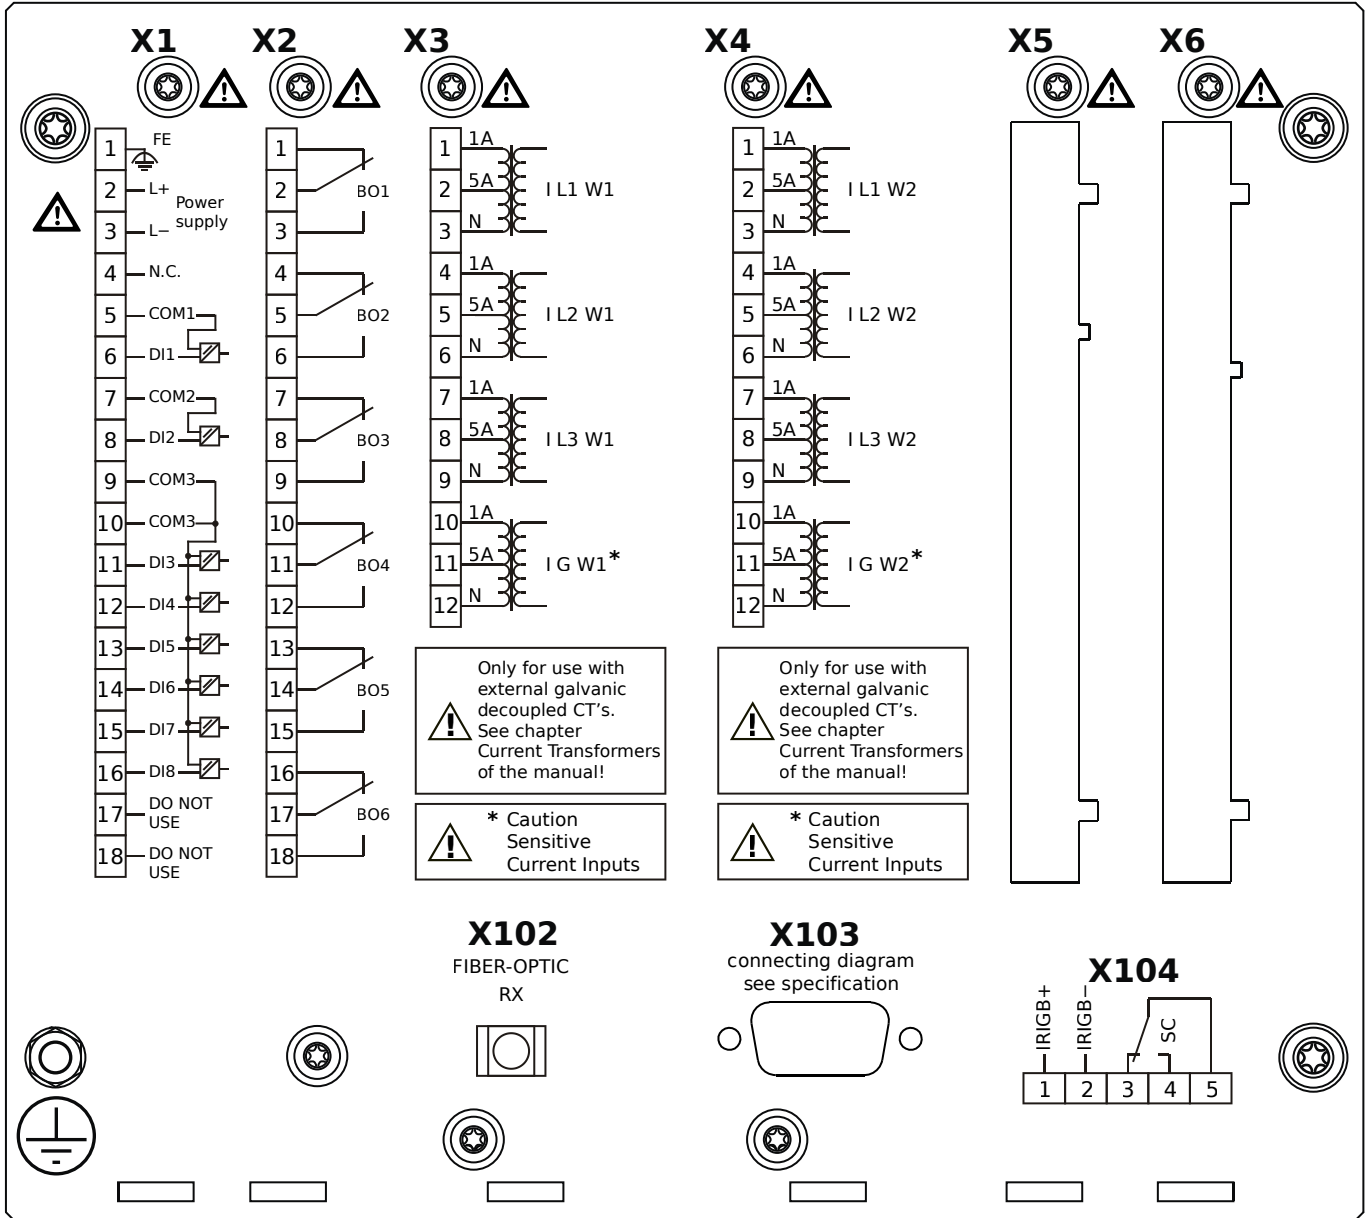 X1
X2
X3
X4
X5
X6
1 FE
2 L+
Power
supply
3 L−
4 N.C.
5 COM1
6 DI1
7 COM2
8 DI2
9 COM3
10 COM3
11 DI3
12 DI4
13 DI5
14 DI6
15 DI7
16 DI8
17 DO NOT
USE
18 DO NOT
USE
1
2 BO1
3
4
5 BO2
6
7
8 BO3
9
10
11 BO4
12
13
14 BO5
15
16
17 BO6
18
1 1A
2 5A I L1 W1
3 N
4 1A
5 5A I L2 W1
6 N
7 1A
8 5A I L3 W1
9 N
10 1A
11 5A I G W1*
12 N
Only for use with
external galvanic
decoupled CT's.
See chapter
Current Transformers
of the manual!
* Caution
Sensitive
Current Inputs
1 1A
2 5A I L1 W2
3 N
4 1A
5 5A I L2 W2
6 N
7 1A
8 5A I L3 W2
9 N
10 1A
11 5A I G W2*
12 N
Only for use with
external galvanic
decoupled CT's.
See chapter
Current Transformers
of the manual!
* Caution
Sensitive
Current Inputs
X102
FIBER-OPTIC
RX
X103
connecting diagram
see specification
X104
IRIGB+
IRIGB−
SC
1 2 3 4 5